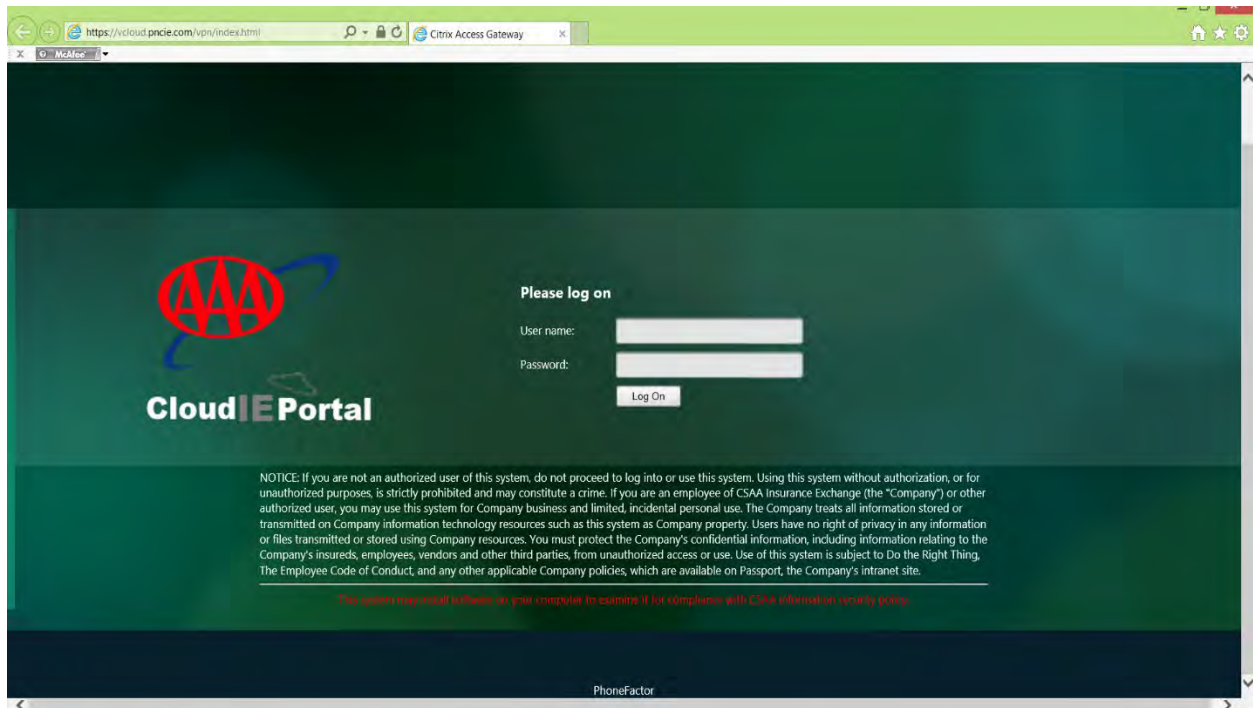 https://vcloud.pncie.com/vpn/index.html
Citrix Access Gateway
X
McAfee
AAA
CloudIEPortal
Please log on
User name:
Password:
Log On
NOTICE: If you are not an authorized user of this system, do not proceed to log into or use this system. Using this system without authorization, or for
unauthorized purposes, is strictly prohibited and may constitute a crime. If you are an employee of CSAA Insurance Exchange (the "Company") or other
authorized user, you may use this system for Company business and limited, incidental personal use. The Company treats all information stored or
transmitted on Company information technology resources such as this system as Company property. Users have no right of privacy in any information
or files transmitted or stored using Company resources. You must protect the Company's confidential information, including information relating to the
Company's insureds, employees, vendors and other third parties, from unauthorized access or use. Use of this system is subject to Do the Right Thing,
The Employee Code of Conduct, and any other applicable Company policies, which are available on Passport, the Company's intranet site.
This system may install software on your computer to examine it for compliance with CSAA information security policy.
PhoneFactor